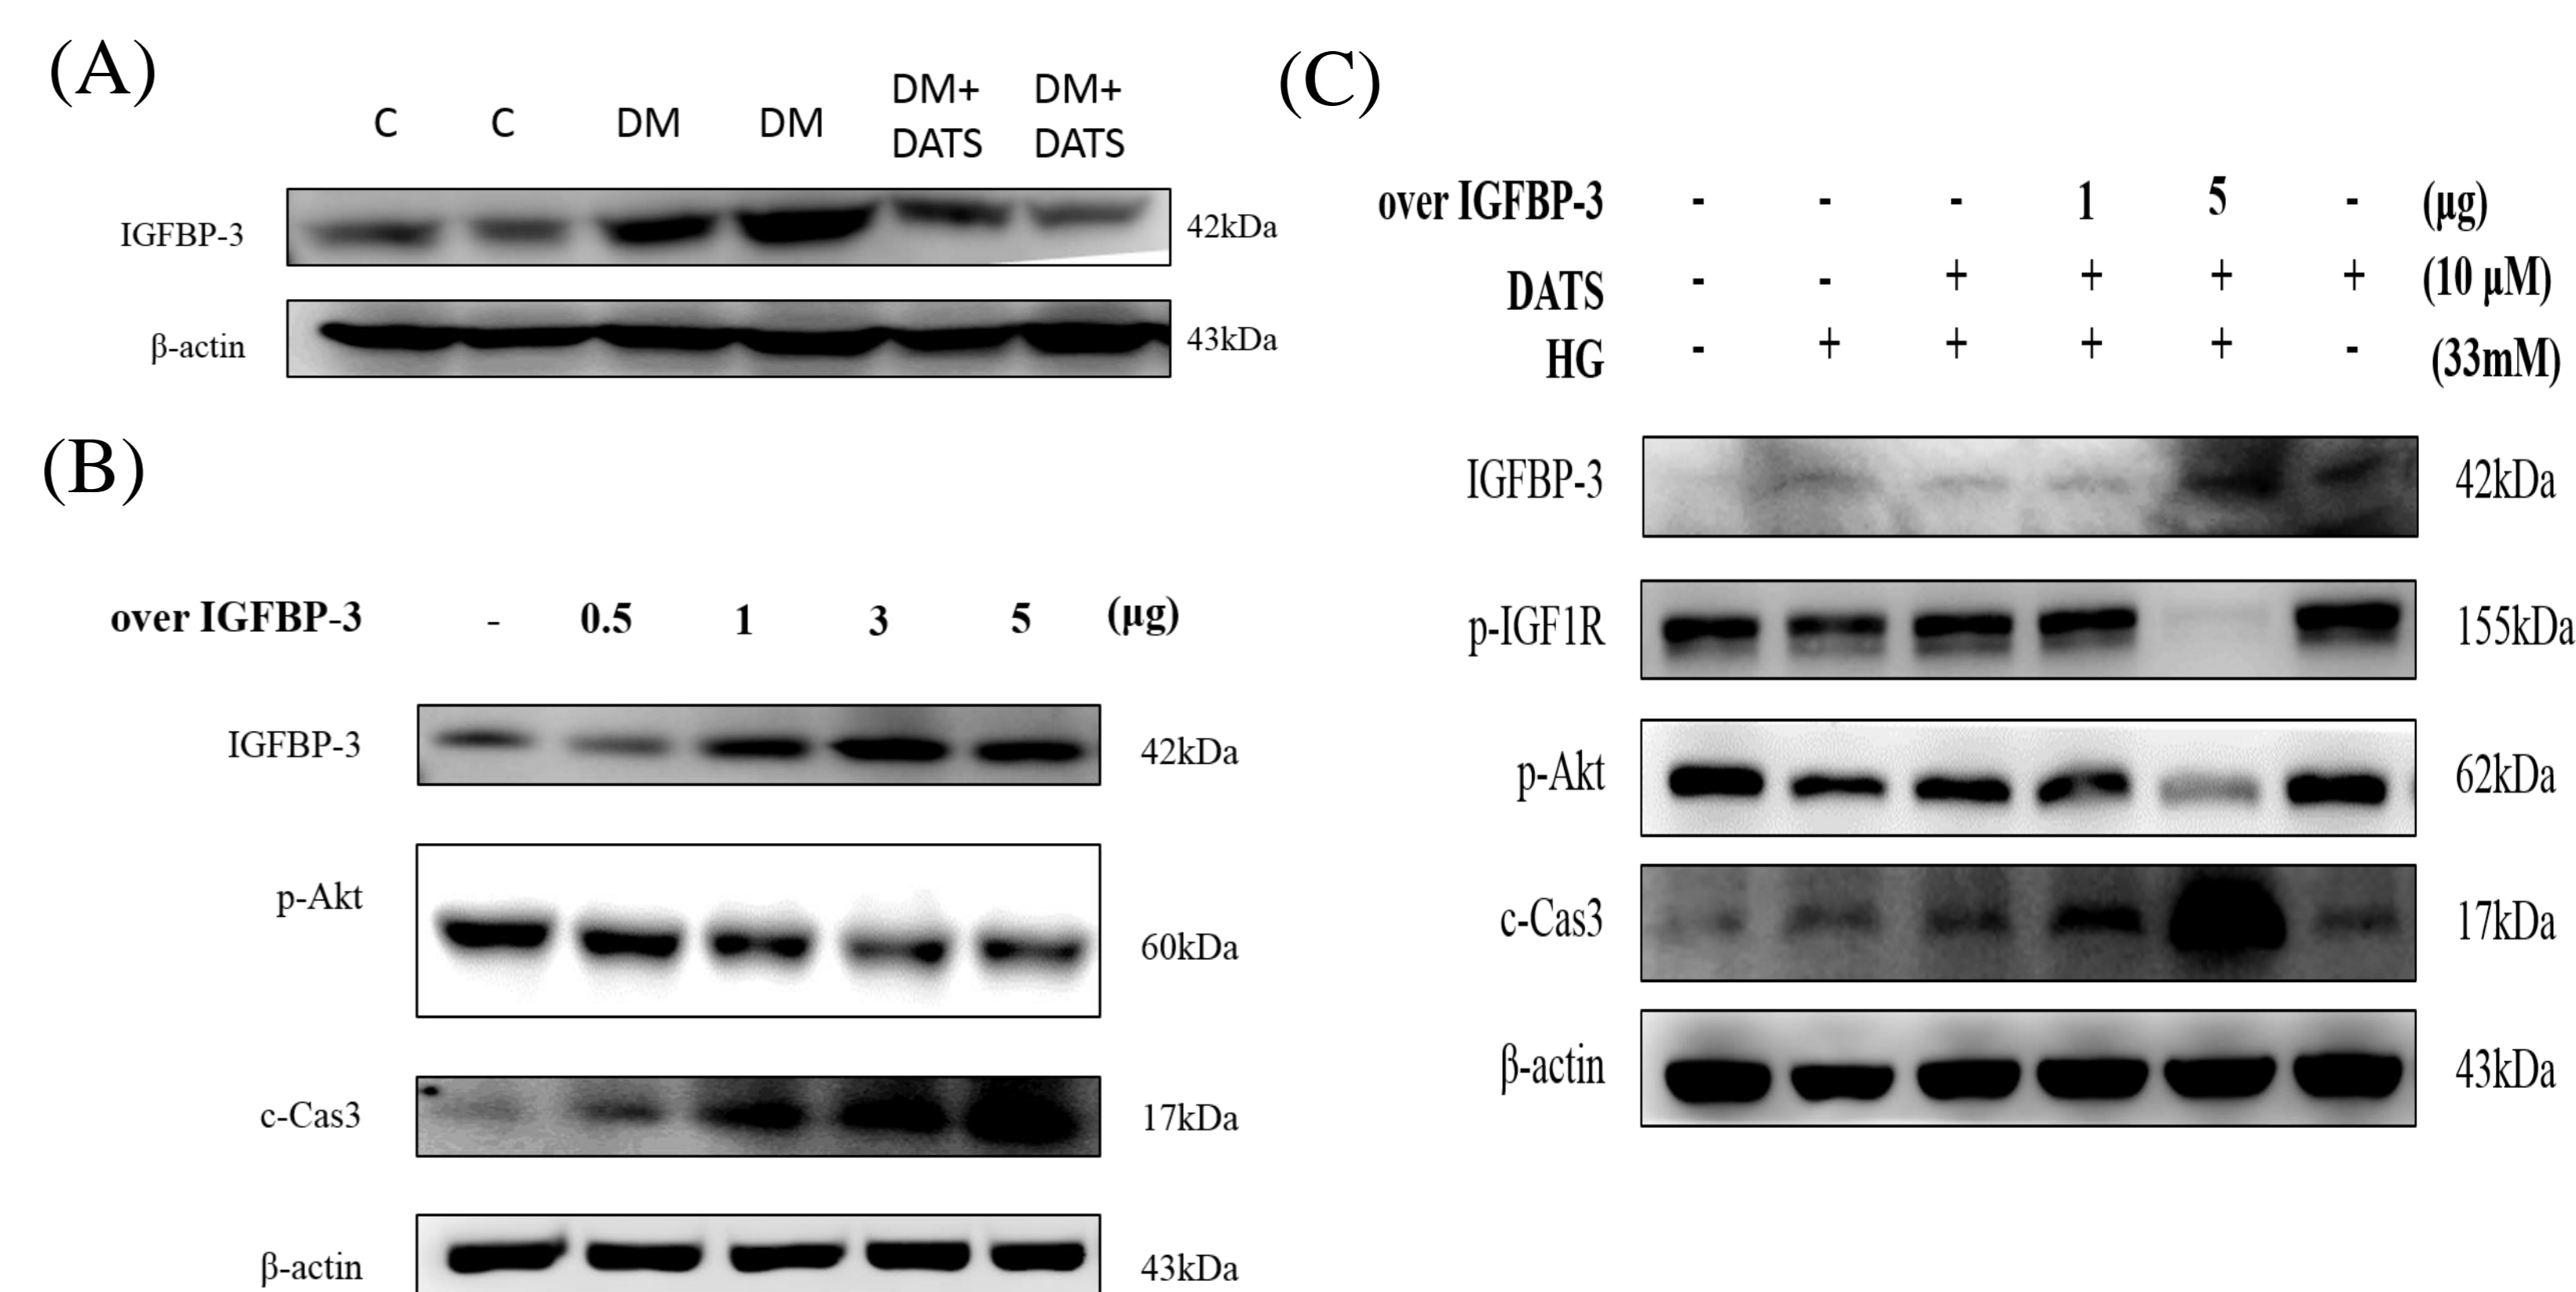 (A)
C C DM DM DM+ DATS DM+ DATS
IGFBP-3 42kDa
β-actin 43kDa
(B)
over IGFBP-3 - 0.5 1 3 5 (μg)
IGFBP-3 42kDa
p-Akt 60kDa
c-Cas3 17kDa
β-actin 43kDa
(C)
over IGFBP-3 - - - 1 5 - (μg)
DATS - - + + + + (10 μM)
HG - + + + + - (33mM)
IGFBP-3 42kDa
p-IGF1R 155kDa
p-Akt 62kDa
c-Cas3 17kDa
β-actin 43kDa